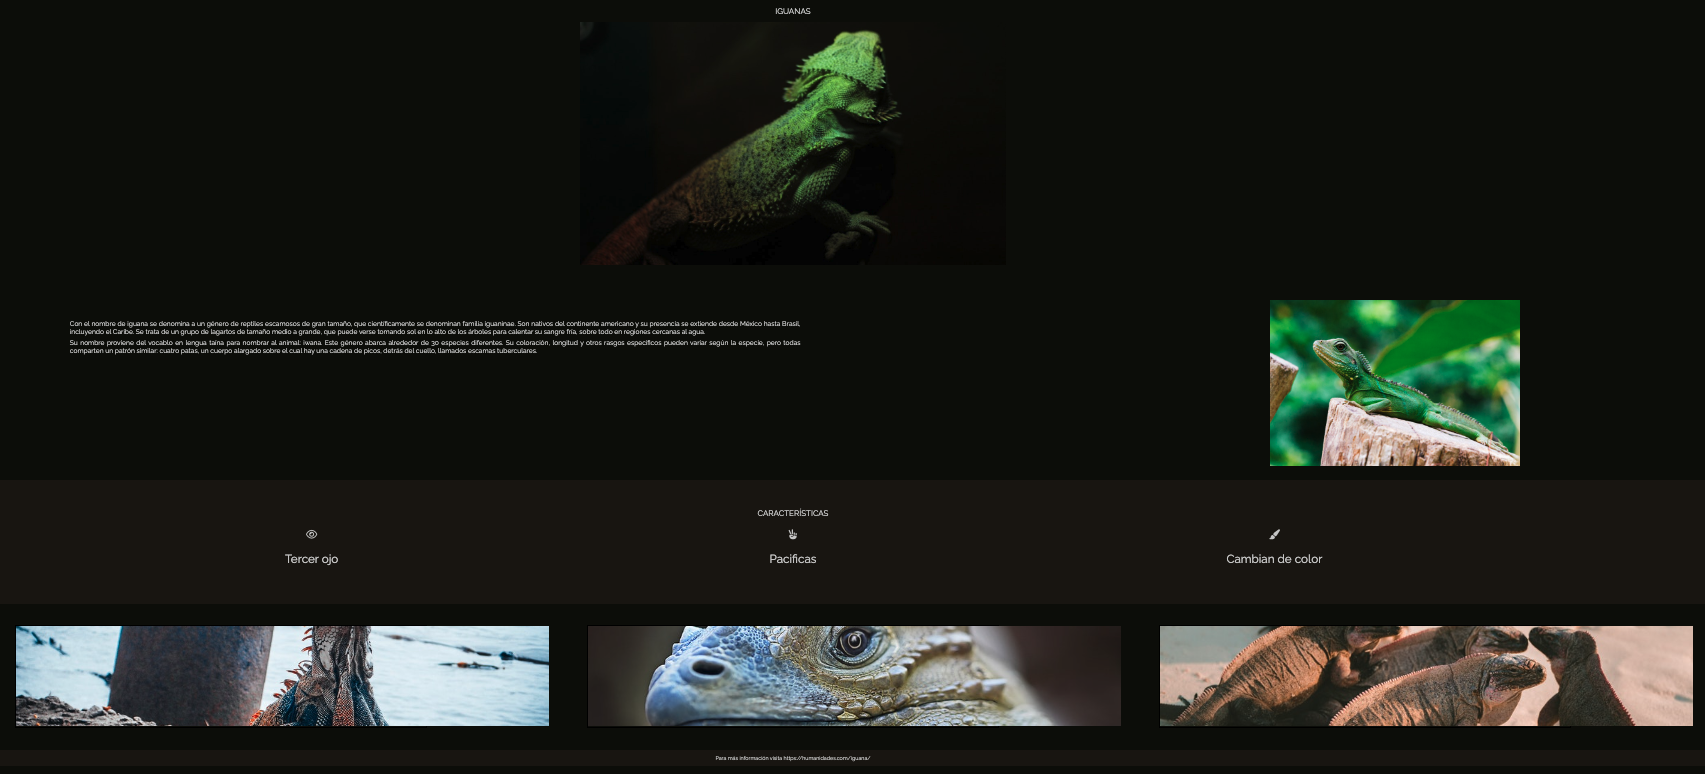 IGUANAS
Con el nombre de iguana se denomina a un género de reptiles escamosos de gran tamaño, que científicamente se denominan familia iguaninae. Son nativos del continente americano y su presencia se extiende desde México hasta Brasil,
incluyendo el Caribe. Se trata de un grupo de lagartos de tamaño medio a grande, que puede verse tomando sol en lo alto de los árboles para calentar su sangre fría, sobre todo en regiones cercanas al agua.
Su nombre proviene del vocablo en lengua taína para nombrar al animal: iwana. Este género abarca alrededor de 30 especies diferentes. Su coloración, longitud y otros rasgos específicos pueden variar según la especie, pero todas
comparten un patrón similar: cuatro patas, un cuerpo alargado sobre el cual hay una cadena de picos, detrás del cuello, llamados escamas tuberculares.
CARACTERÍSTICAS
Tercer ojo
Pacificas
Cambian de color
Para más información visita https://humanidades.com/iguana/